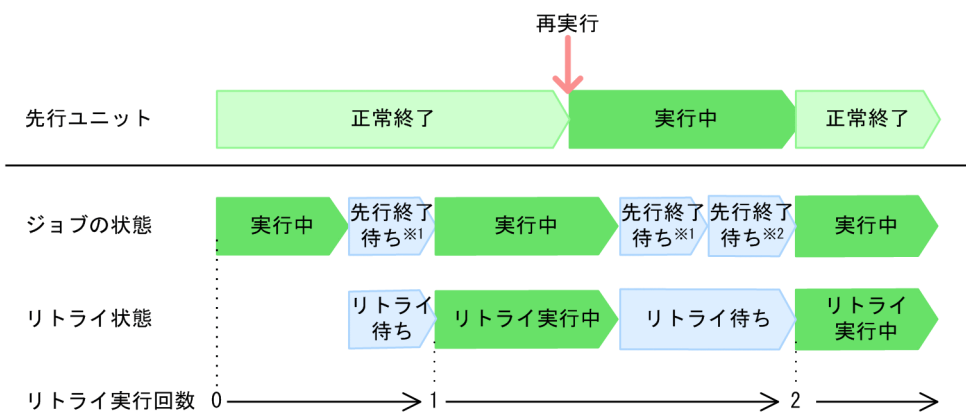 再実行
先行ユニット 正常終了 実行中 正常終了
ジョブの状態 実行中 先行終了 実行中 先行終了 先行終了 実行中
待ち※1 待ち※1 待ち※2
リトライ状態 リトライ リトライ実行中 リトライ待ち リトライ
待ち 実行中
リトライ実行回数 0 1 2